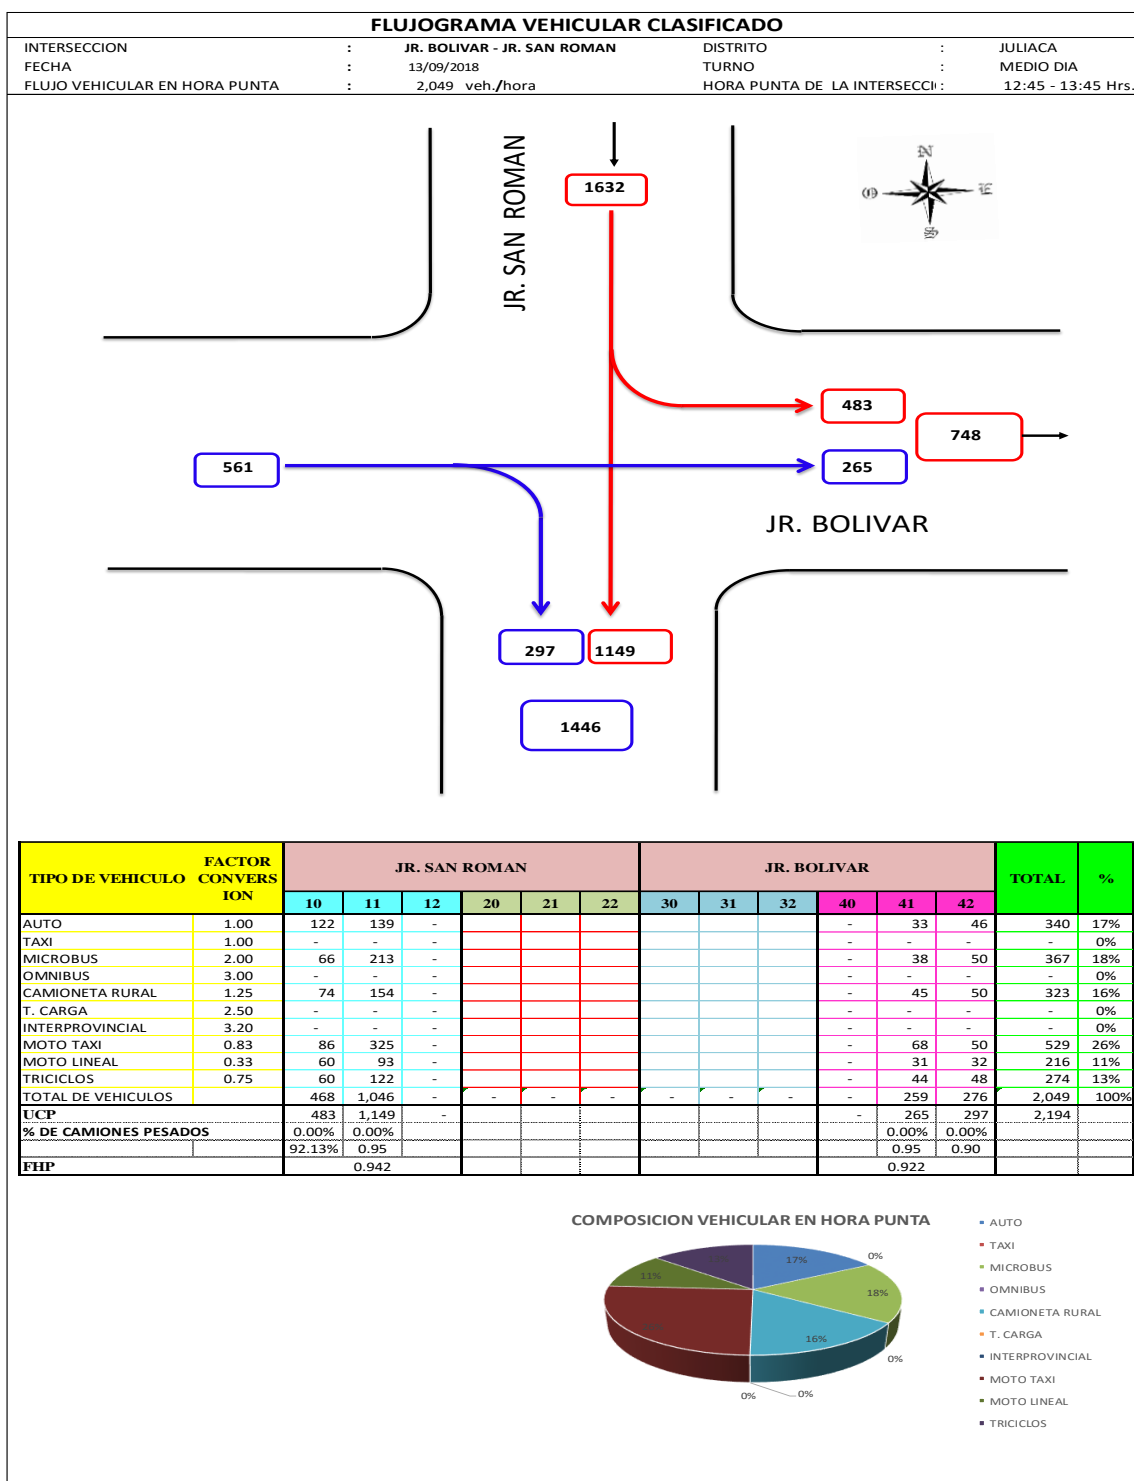 FLUJOGRAMA VEHICULAR CLASIFICADO
INTERSECCION : JR. BOLIVAR - JR. SAN ROMAN DISTRITO : JULIACA
FECHA : 13/09/2018 TURNO : MEDIO DIA
FLUJO VEHICULAR EN HORA PUNTA : 2,049 veh./hora HORA PUNTA DE LA INTERSECCI : 12:45 - 13:45 Hrs.
JR. SAN ROMAN
1632
N
O E
S
483
748
561
265
JR. BOLIVAR
297 1149
1446
TIPO DE VEHICULO FACTOR CONVERS ION JR. SAN ROMAN JR. BOLIVAR TOTAL %
10 11 12 20 21 22 30 31 32 40 41 42
AUTO 1.00 122 139 - - 33 46 340 17%
TAXI 1.00 - - - - - - - 0%
MICROBUS 2.00 66 213 - - 38 50 367 18%
OMNIBUS 3.00 - - - - - - - 0%
CAMIONETA RURAL 1.25 74 154 - - 45 50 323 16%
T. CARGA 2.50 - - - - - - - 0%
INTERPROVINCIAL 3.20 - - - - - - - 0%
MOTO TAXI 0.83 86 325 - - 68 50 529 26%
MOTO LINEAL 0.33 60 93 - - 31 32 216 11%
TRICICLOS 0.75 60 122 - - 44 48 274 13%
TOTAL DE VEHICULOS 468 1,046 - - - - - - - - 259 276 2,049 100%
UCP 483 1,149 - - 265 297 2,194
% DE CAMIONES PESADOS 0.00% 0.00% 0.00% 0.00%
92.13% 0.95 0.95 0.90
FHP 0.942 0.922
COMPOSICION VEHICULAR EN HORA PUNTA
17%
0%
18%
0%
16%
0%
0%
11%
AUTO
TAXI
MICROBUS
OMNIBUS
CAMIONETA RURAL
T. CARGA
INTERPROVINCIAL
MOTO TAXI
MOTO LINEAL
TRICICLOS